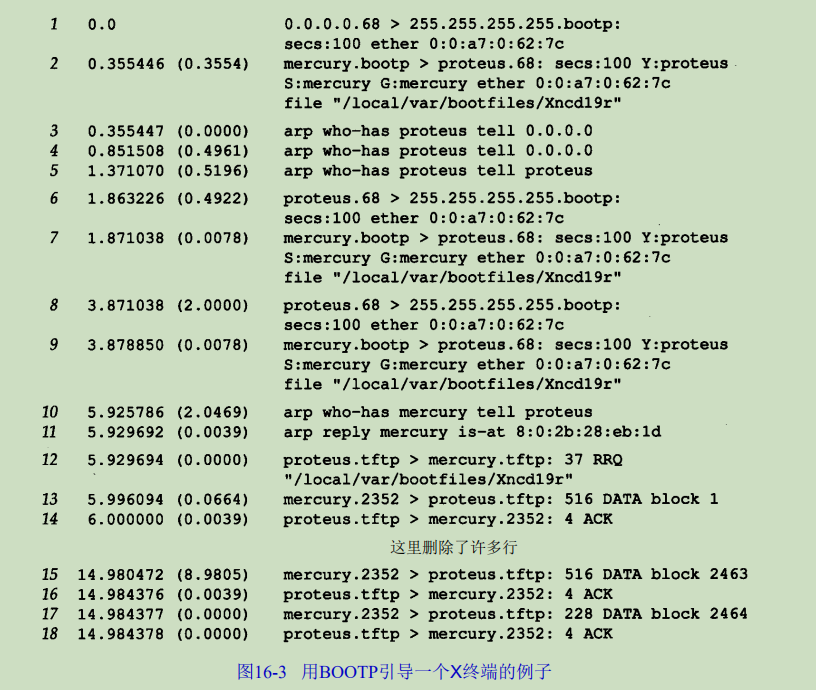 1 0.0 0.0.0.0.68 > 255.255.255.255.bootp:
secs:100 ether 0:0:a7:0:62:7c
2 0.355446 (0.3554) mercury.bootp > proteus.68: secs:100 Y:proteus
S:mercury G:mercury ether 0:0:a7:0:62:7c
file "/local/var/bootfiles/Xncd19r"
3 0.355447 (0.0000) arp who-has proteus tell 0.0.0.0
4 0.851508 (0.4961) arp who-has proteus tell 0.0.0.0
5 1.371070 (0.5196) arp who-has proteus tell proteus
6 1.863226 (0.4922) proteus.68 > 255.255.255.255.bootp:
secs:100 ether 0:0:a7:0:62:7c
7 1.871038 (0.0078) mercury.bootp > proteus.68: secs:100 Y:proteus
S:mercury G:mercury ether 0:0:a7:0:62:7c
file "/local/var/bootfiles/Xncd19r"
8 3.871038 (2.0000) proteus.68 > 255.255.255.255.bootp:
secs:100 ether 0:0:a7:0:62:7c
9 3.878850 (0.0078) mercury.bootp > proteus.68: secs:100 Y:proteus
S:mercury G:mercury ether 0:0:a7:0:62:7c
file "/local/var/bootfiles/Xncd19r"
10 5.925786 (2.0469) arp who-has mercury tell proteus
11 5.929692 (0.0039) arp reply mercury is-at 8:0:2b:28:eb:1d
12 5.929694 (0.0000) proteus.tftp > mercury.tftp: 37 RRQ
"/local/var/bootfiles/Xncd19r"
13 5.996094 (0.0664) mercury.2352 > proteus.tftp: 516 DATA block 1
14 6.000000 (0.0039) proteus.tftp > mercury.2352: 4 ACK
这里删除了许多行
15 14.980472 (8.9805) mercury.2352 > proteus.tftp: 516 DATA block 2463
16 14.984376 (0.0039) proteus.tftp > mercury.2352: 4 ACK
17 14.984377 (0.0000) mercury.2352 > proteus.tftp: 228 DATA block 2464
18 14.984378 (0.0000) proteus.tftp > mercury.2352: 4 ACK
图16-3 用BOOTP引导一个X终端的例子